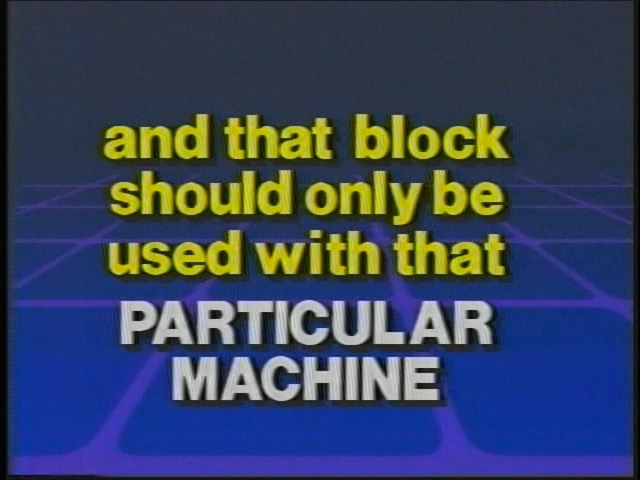 and that block
should only be
used with that
PARTICULAR
MACHINE